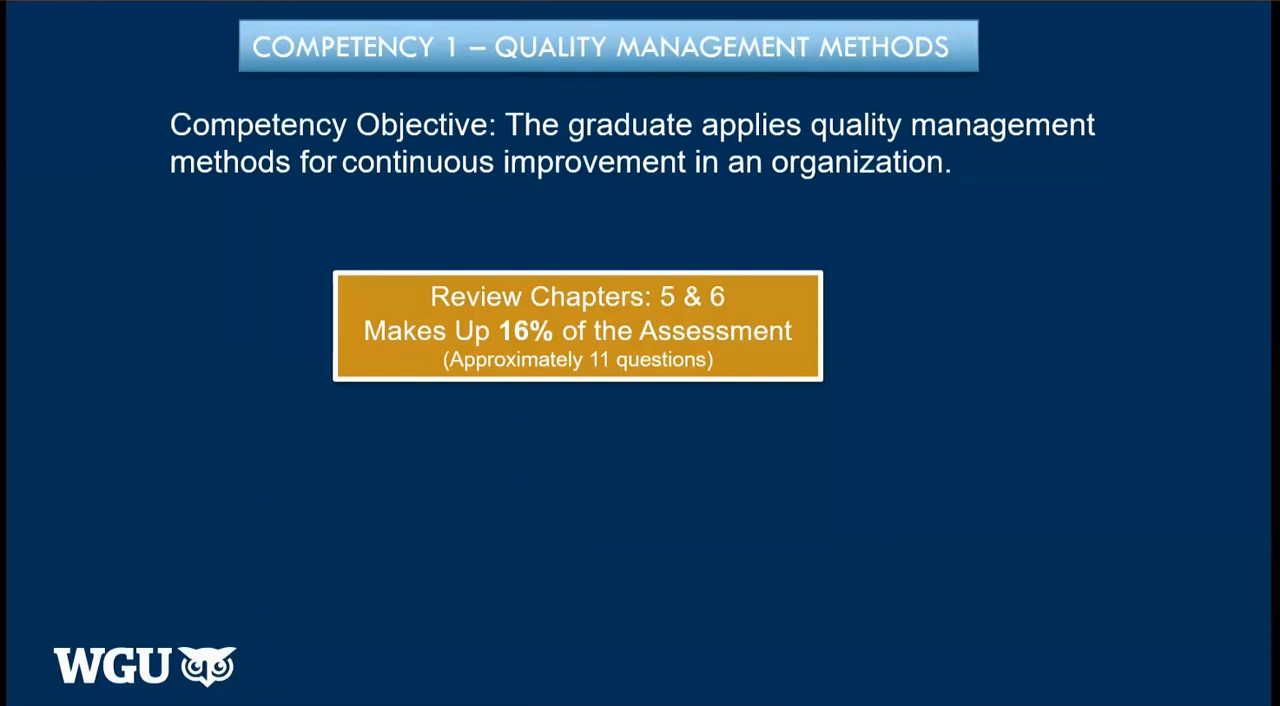 COMPETENCY 1 – QUALITY MANAGEMENT METHODS
Competency Objective: The graduate applies quality management
methods for continuous improvement in an organization.
Review Chapters: 5 & 6
Makes Up 16% of the Assessment
(Approximately 11 questions)
WGU